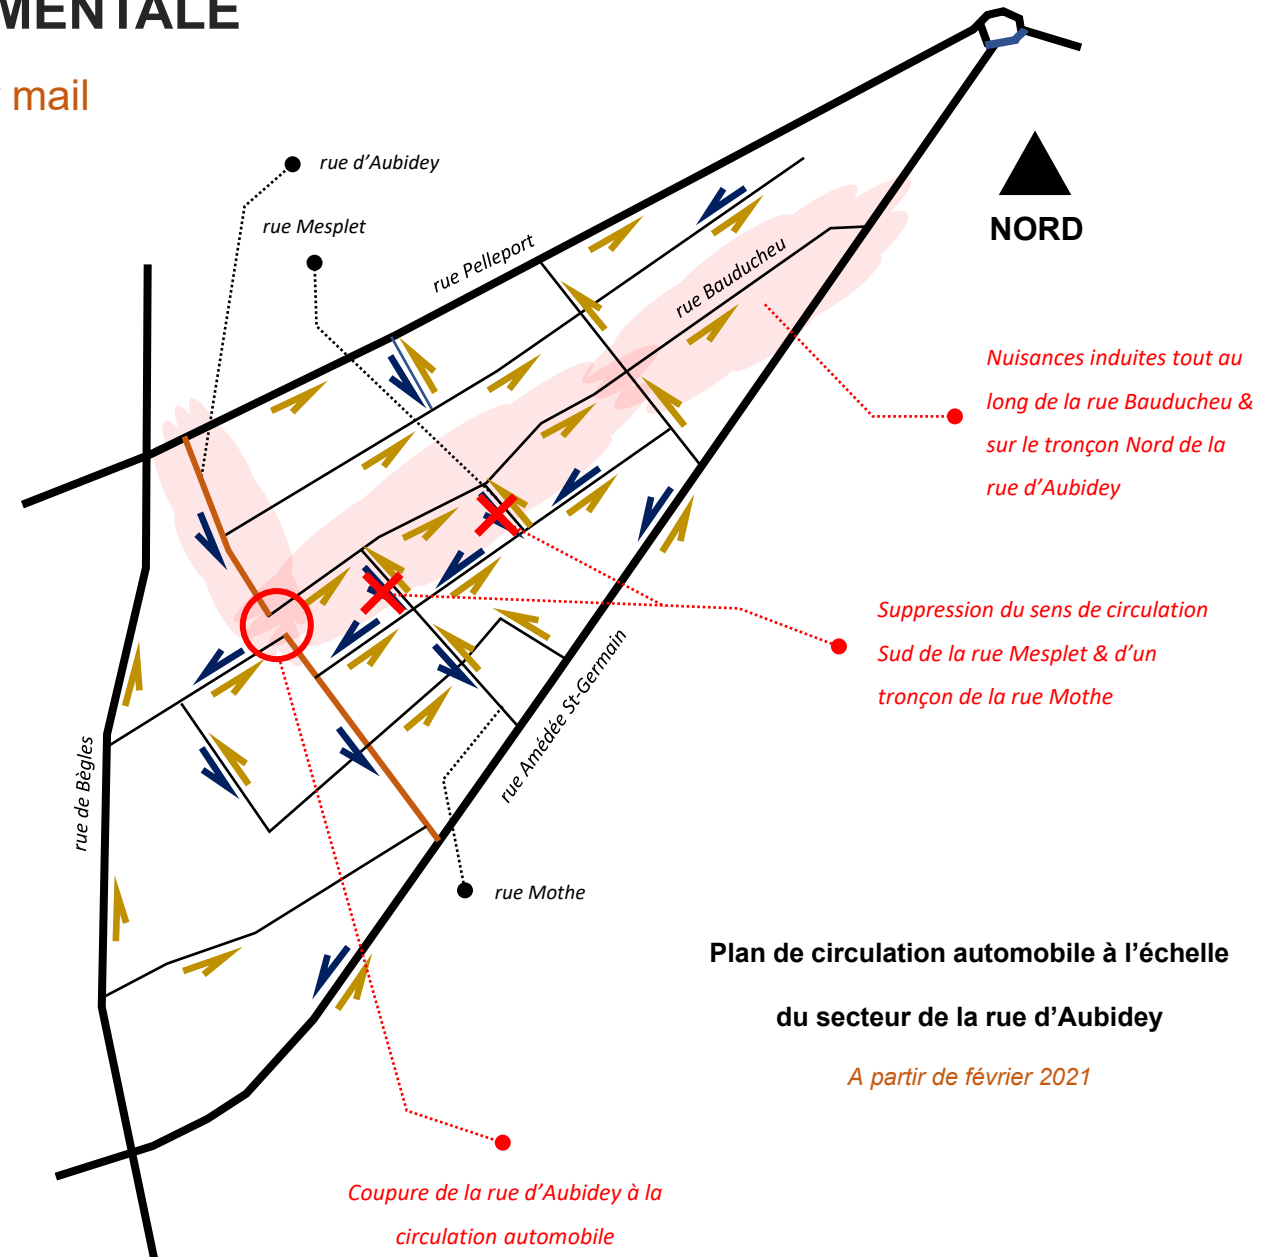 MENTALE
mail
rue d'Aubidey
rue Mesplet
rue Pelleport
rue Bauducheu
NORD
Nuisances induites tout au
long de la rue Bauducheu &
sur le tronçon Nord de la
rue d'Aubidey
Suppression du sens de circulation
Sud de la rue Mesplet & d'un
tronçon de la rue Mothe
rue Amédée St-Germain
rue de Bègles
rue Mothe
Plan de circulation automobile à l'échelle
du secteur de la rue d'Aubidey
A partir de février 2021
Coupure de la rue d'Aubidey à la
circulation automobile